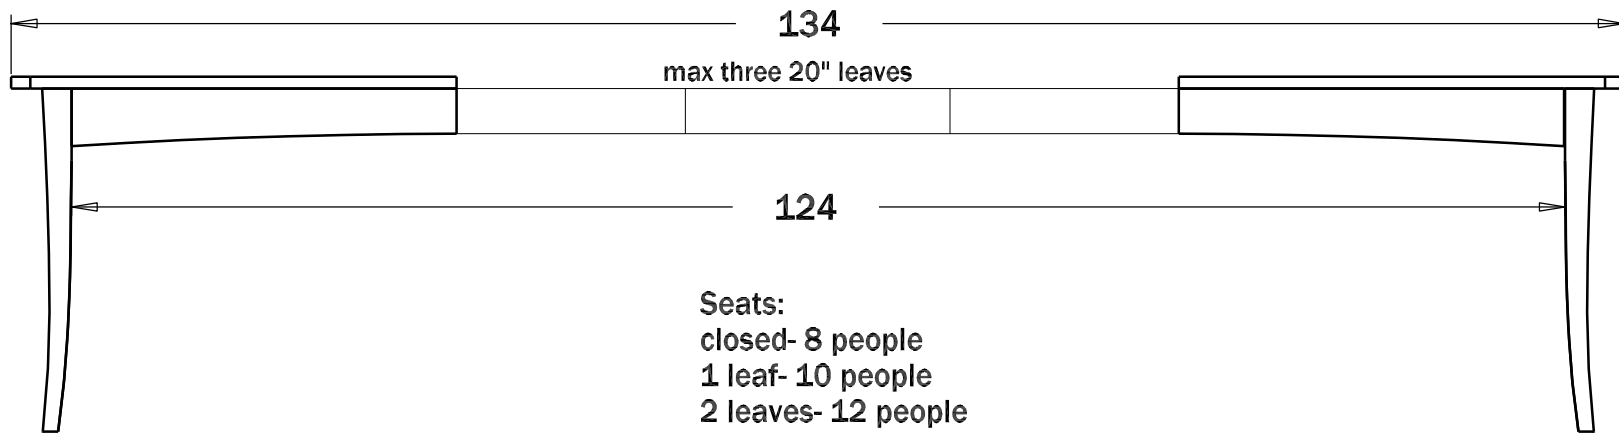 134
max three 20" leaves
124
Seats:
closed- 8 people
1 leaf- 10 people
2 leaves- 12 people